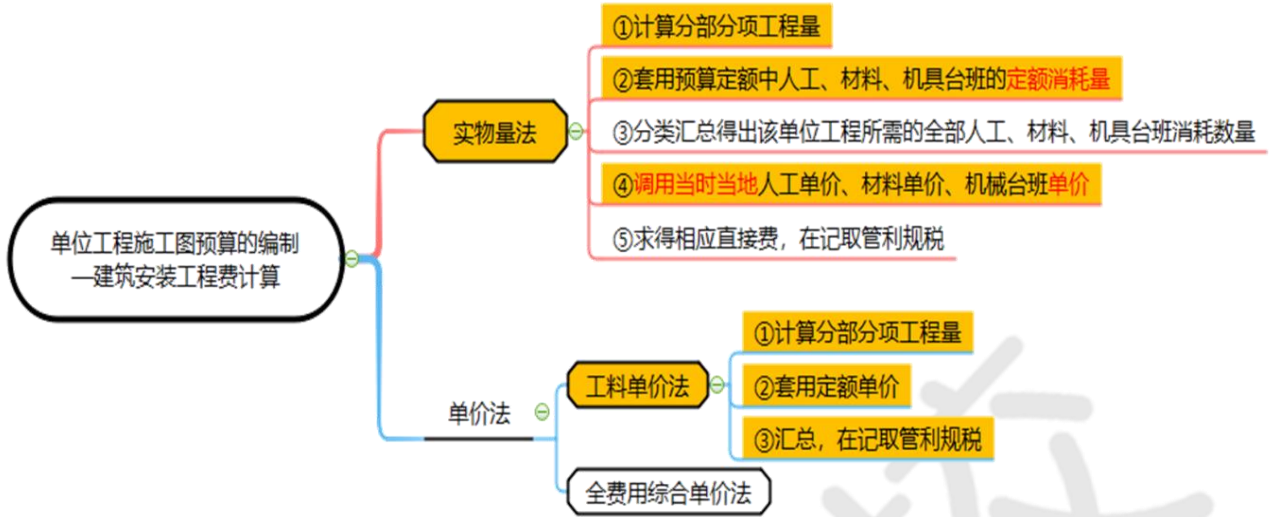 单位工程施工图预算的编制
—建筑安装工程费计算
实物量法
①计算分部分项工程量
②套用预算定额中人工、材料、机具台班的定额消耗量
③分类汇总得出该单位工程所需的全部人工、材料、机具台班消耗数量
④调用当时当地人工单价、材料单价、机械台班单价
⑤求得相应直接费，在记取管利规税
单价法
工料单价法
①计算分部分项工程量
②套用定额单价
③汇总，在记取管利规税
全费用综合单价法